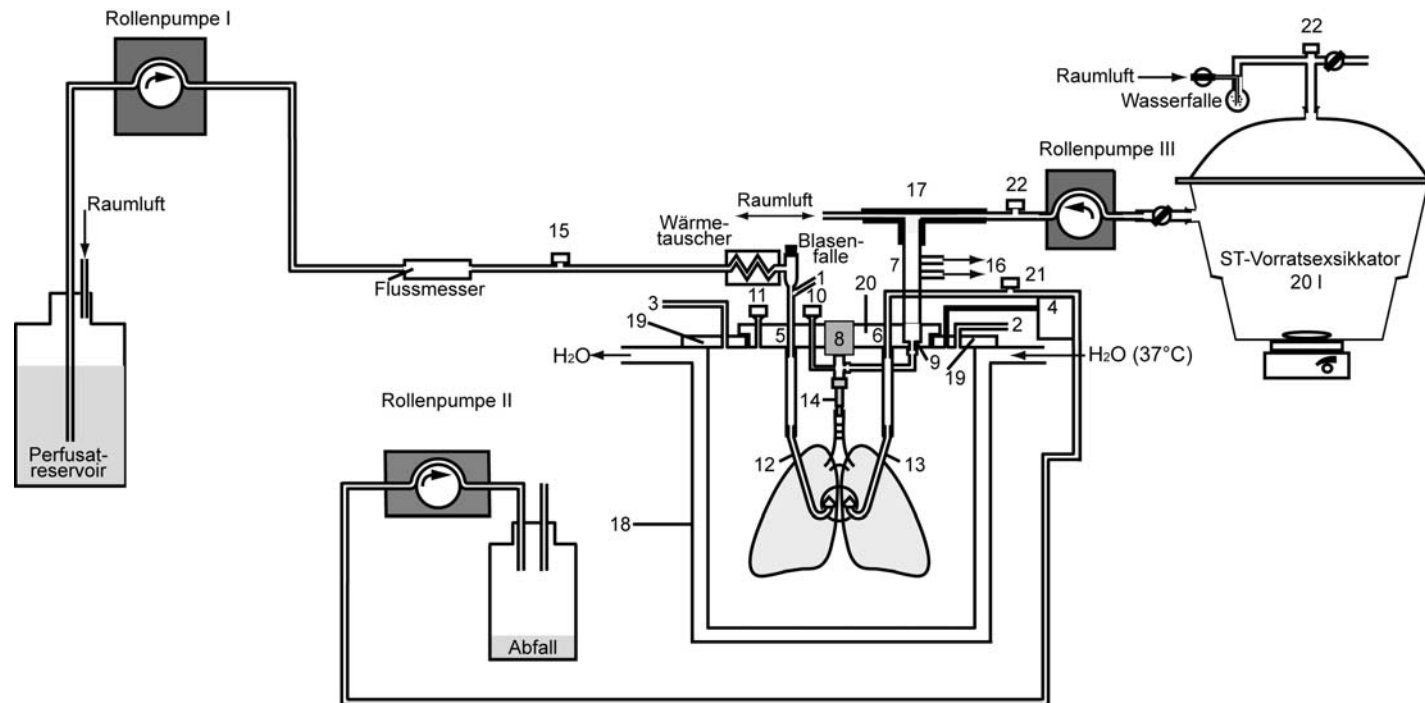 Rollenpumpe I
22
Raumluft
Wasserfalle
Rollenpumpe III
Raumluft
17
22
Raumluft
Wärme-
tauscher
Blasen-
falle
15
7
16
21
ST-Vorratsexsikkator
20 l
Flussmesser
1
3
11
10
20
4
19
5
8
6
2
H2O
9
19
H2O (37°C)
Rollenpumpe II
14
Perfusat-
reservoir
12
13
18
Abfall